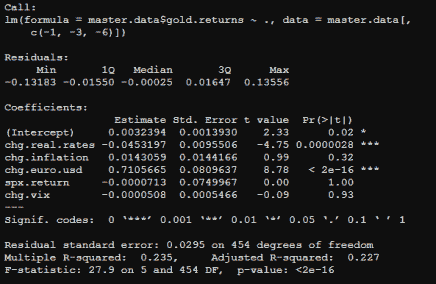 Call:
lm(formula = master.data$gold.returns ~ ., data = master.data[,
    c(-1, -3, -6)])
Residuals:
     Min       1Q   Median       3Q      Max
-0.13183 -0.01550 -0.00025  0.01647  0.13556
Coefficients:
                 Estimate Std. Error t value  Pr(>|t|)
(Intercept)     0.0032394  0.0013930    2.33      0.02 *
chg.real.rates -0.0453197  0.0095506   -4.75 0.0000028 ***
chg.inflation   0.0143059  0.0144166    0.99      0.32
chg.euro.usd    0.7105665  0.0809637    8.78   < 2e-16 ***
spx.return     -0.0000713  0.0749967    0.00      1.00
chg.vix        -0.0000508  0.0005466   -0.09      0.93
---
Signif. codes:  0 ‘***’ 0.001 ‘**’ 0.01 ‘*’ 0.05 ‘.’ 0.1 ‘ ’ 1
Residual standard error: 0.0295 on 454 degrees of freedom
Multiple R-squared:  0.235,     Adjusted R-squared:  0.227
F-statistic: 27.9 on 5 and 454 DF,  p-value: <2e-16